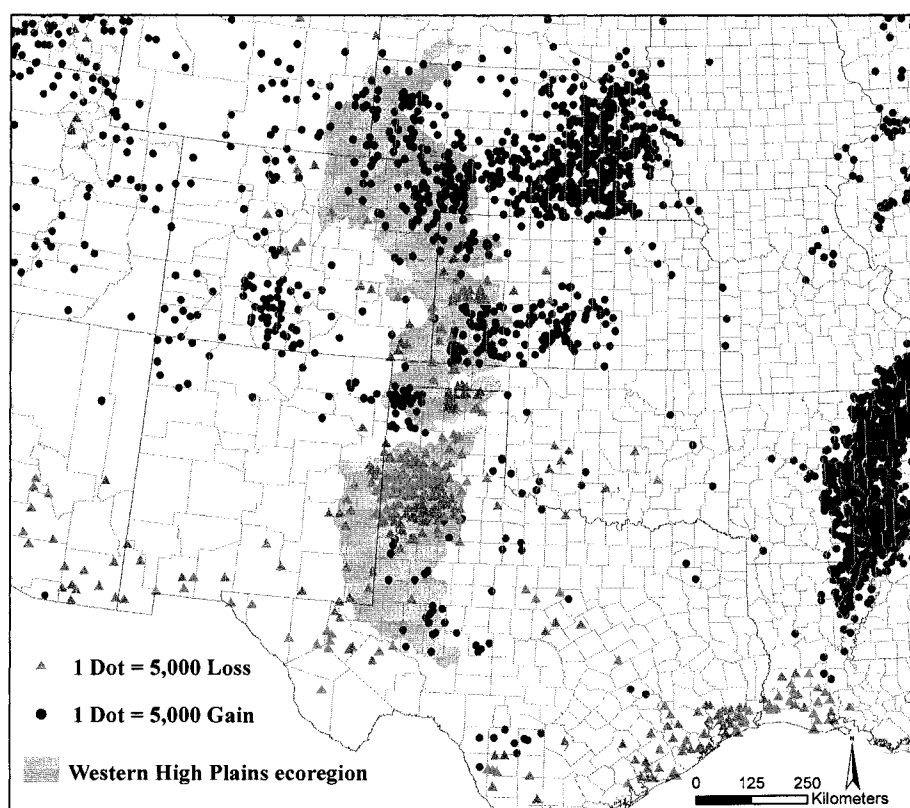 1 Dot = 5,000 Loss
1 Dot = 5,000 Gain
Western High Plains ecoregion
N
0 125 250
Kilometers